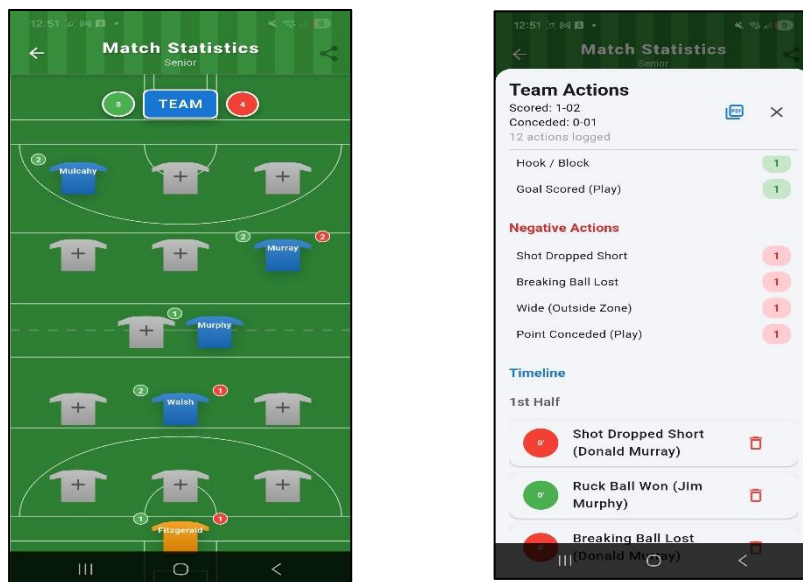 12:51
Match Statistics
Senior
8
TEAM
4
2
Mulcahy
2
2
Murray
1
Murphy
2
1
Walsh
1
1
Fitzgerald
12:51
Match Statistics
Senior
Team Actions
Scored: 1-02
Conceded: 0-01
12 actions logged
PDF
Hook / Block
1
Goal Scored (Play)
1
Negative Actions
Shot Dropped Short
1
Breaking Ball Lost
1
Wide (Outside Zone)
1
Point Conceded (Play)
1
Timeline
1st Half
0'
Shot Dropped Short
(Donald Murray)
0'
Ruck Ball Won (Jim
Murphy)
0'
Breaking Ball Lost
(Donald Murray)